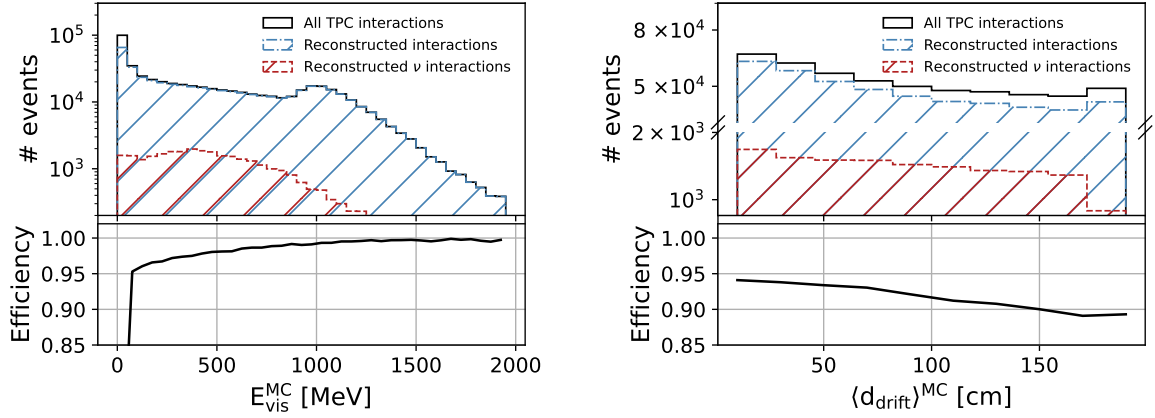 # events
10⁵
10⁴
10³
All TPC interactions
Reconstructed interactions
Reconstructed ν interactions
Efficiency
1.00
0.95
0.90
0.85
0 500 1000 1500 2000
E_vis^MC [MeV]
# events
8 × 10⁴
5 × 10⁴
2 × 10³
10³
All TPC interactions
Reconstructed interactions
Reconstructed ν interactions
Efficiency
1.00
0.95
0.90
0.85
50 100 150
⟨d_drift⟩^MC [cm]